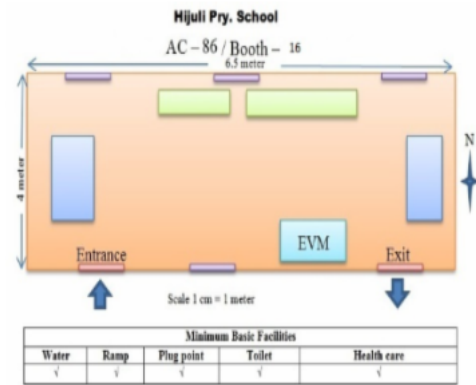 Hijuli Pry. School
AC – 86 / Booth – 16
6.5 meter
4 meter
N
EVM
Entrance
Exit
Scale 1 cm = 1 meter
Minimum Basic Facilities
Water Ramp Plug point Toilet Health care
√ √ √ √ √